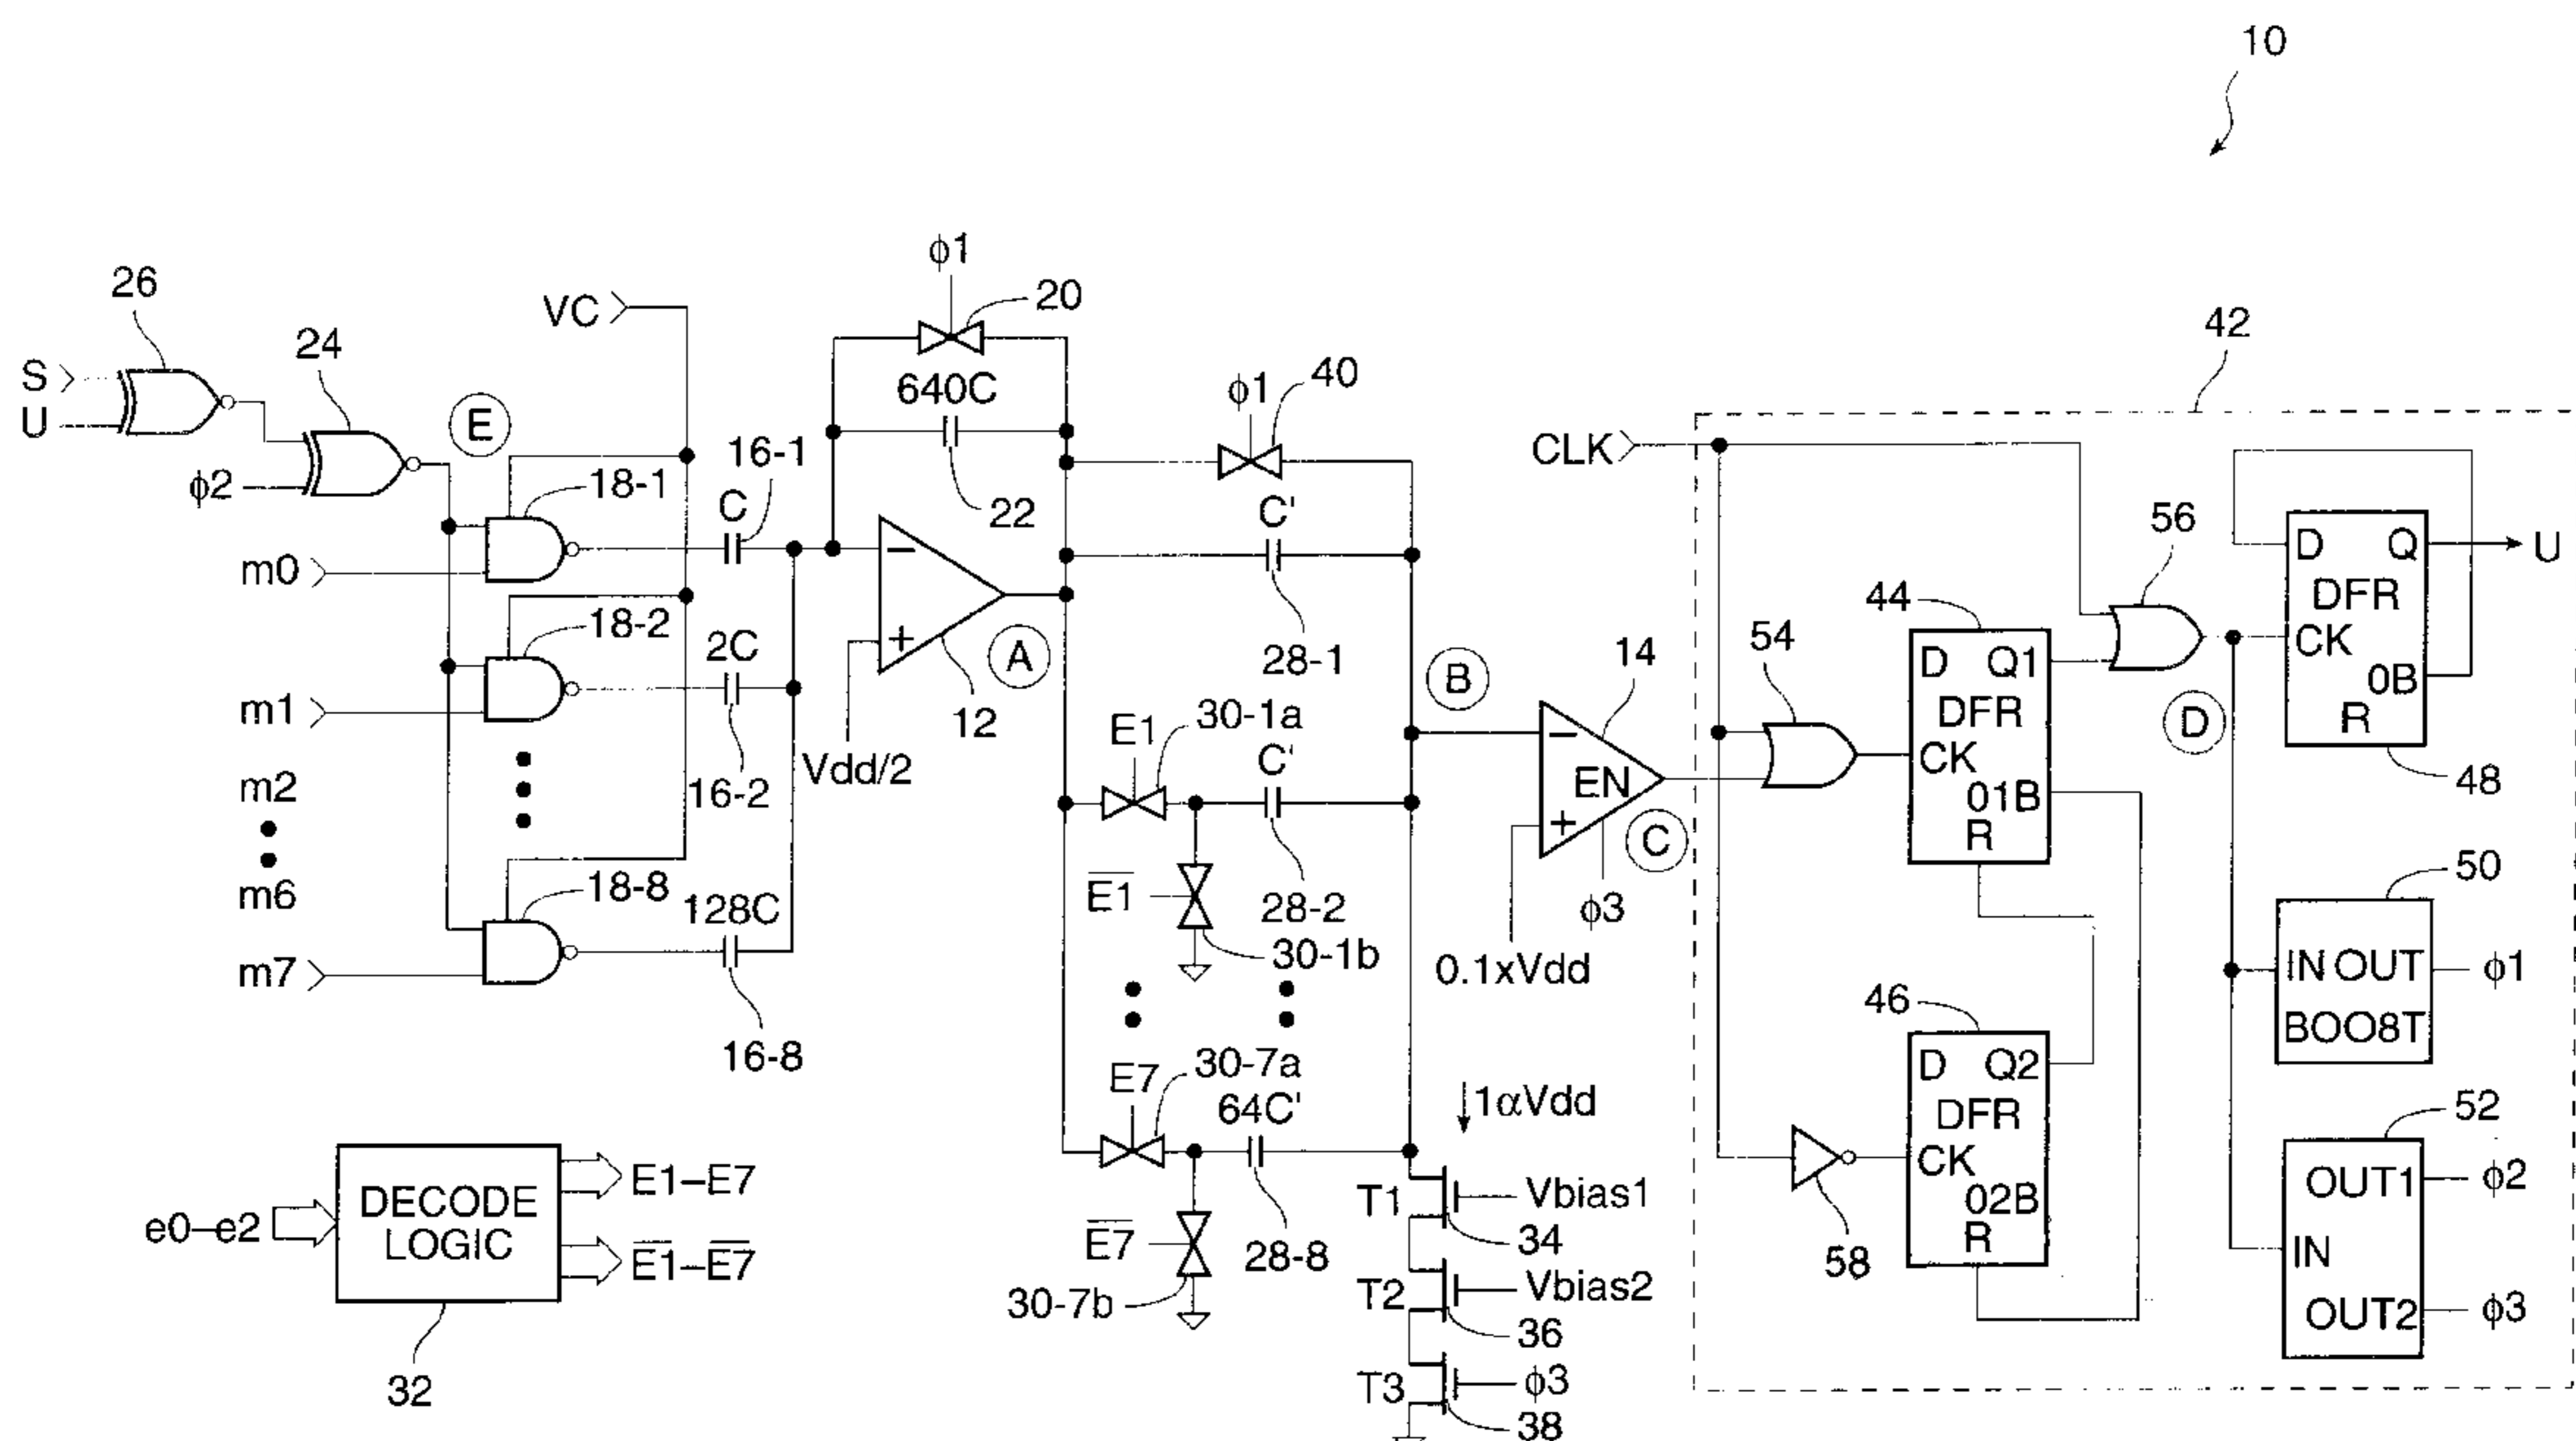 10
φ1
26
VC
20
42
24
640C
φ1
40
S
U
E
16-1
CLK
18-1
C
22
C'
56
φ2
D Q
U
m0
DFR
44
CK
18-2
2C
A
28-1
B
14
54
D Q1
0B
12
E1
30-1a
DFR
D
R
m1
Vdd/2
C'
EN
CK
48
m2
16-2
01B
C
R
50
m6
18-8
128C
E1
28-2
φ3
30-1b
46
IN OUT
φ1
m7
0.1xVdd
BOO8T
16-8
E7
30-7a
D Q2
64C'
1αVdd
DFR
52
DECODE
LOGIC
E1–E7
T1
Vbias1
CK
OUT1
φ2
e0–e2
E7
28-8
34
02B
IN
E1–E7
58
R
30-7b
T2
Vbias2
OUT2
φ3
36
32
T3
φ3
38